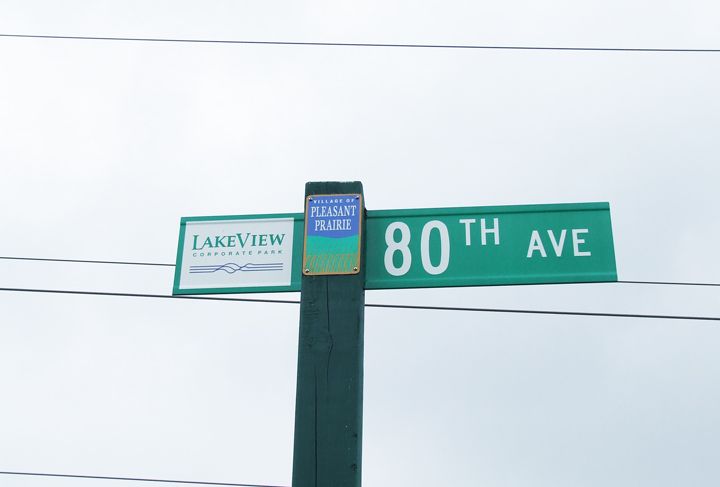 LAKEVIEW
CORPORATE PARK
VILLAGE OF
PLEASANT
PRAIRIE
80TH AVE